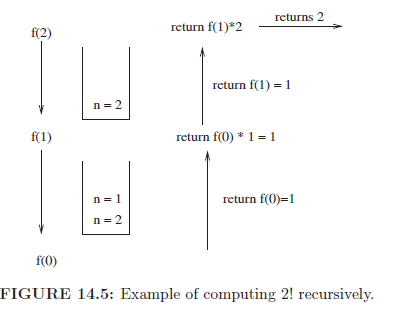 f(2)
return f(1)*2
returns 2
n = 2
return f(1) = 1
f(1)
return f(0) * 1 = 1
n = 1
n = 2
return f(0)=1
f(0)
FIGURE 14.5: Example of computing 2! recursively.